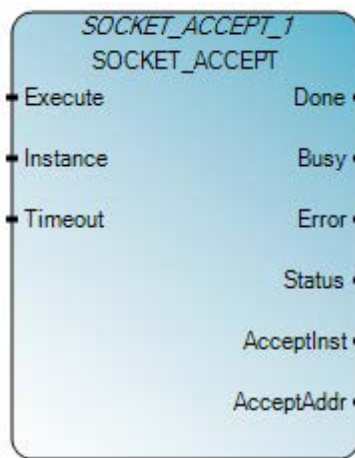 SOCKET_ACCEPT_1
SOCKET_ACCEPT
Execute Done
Instance Busy
Timeout Error
Status
AcceptInst
AcceptAddr